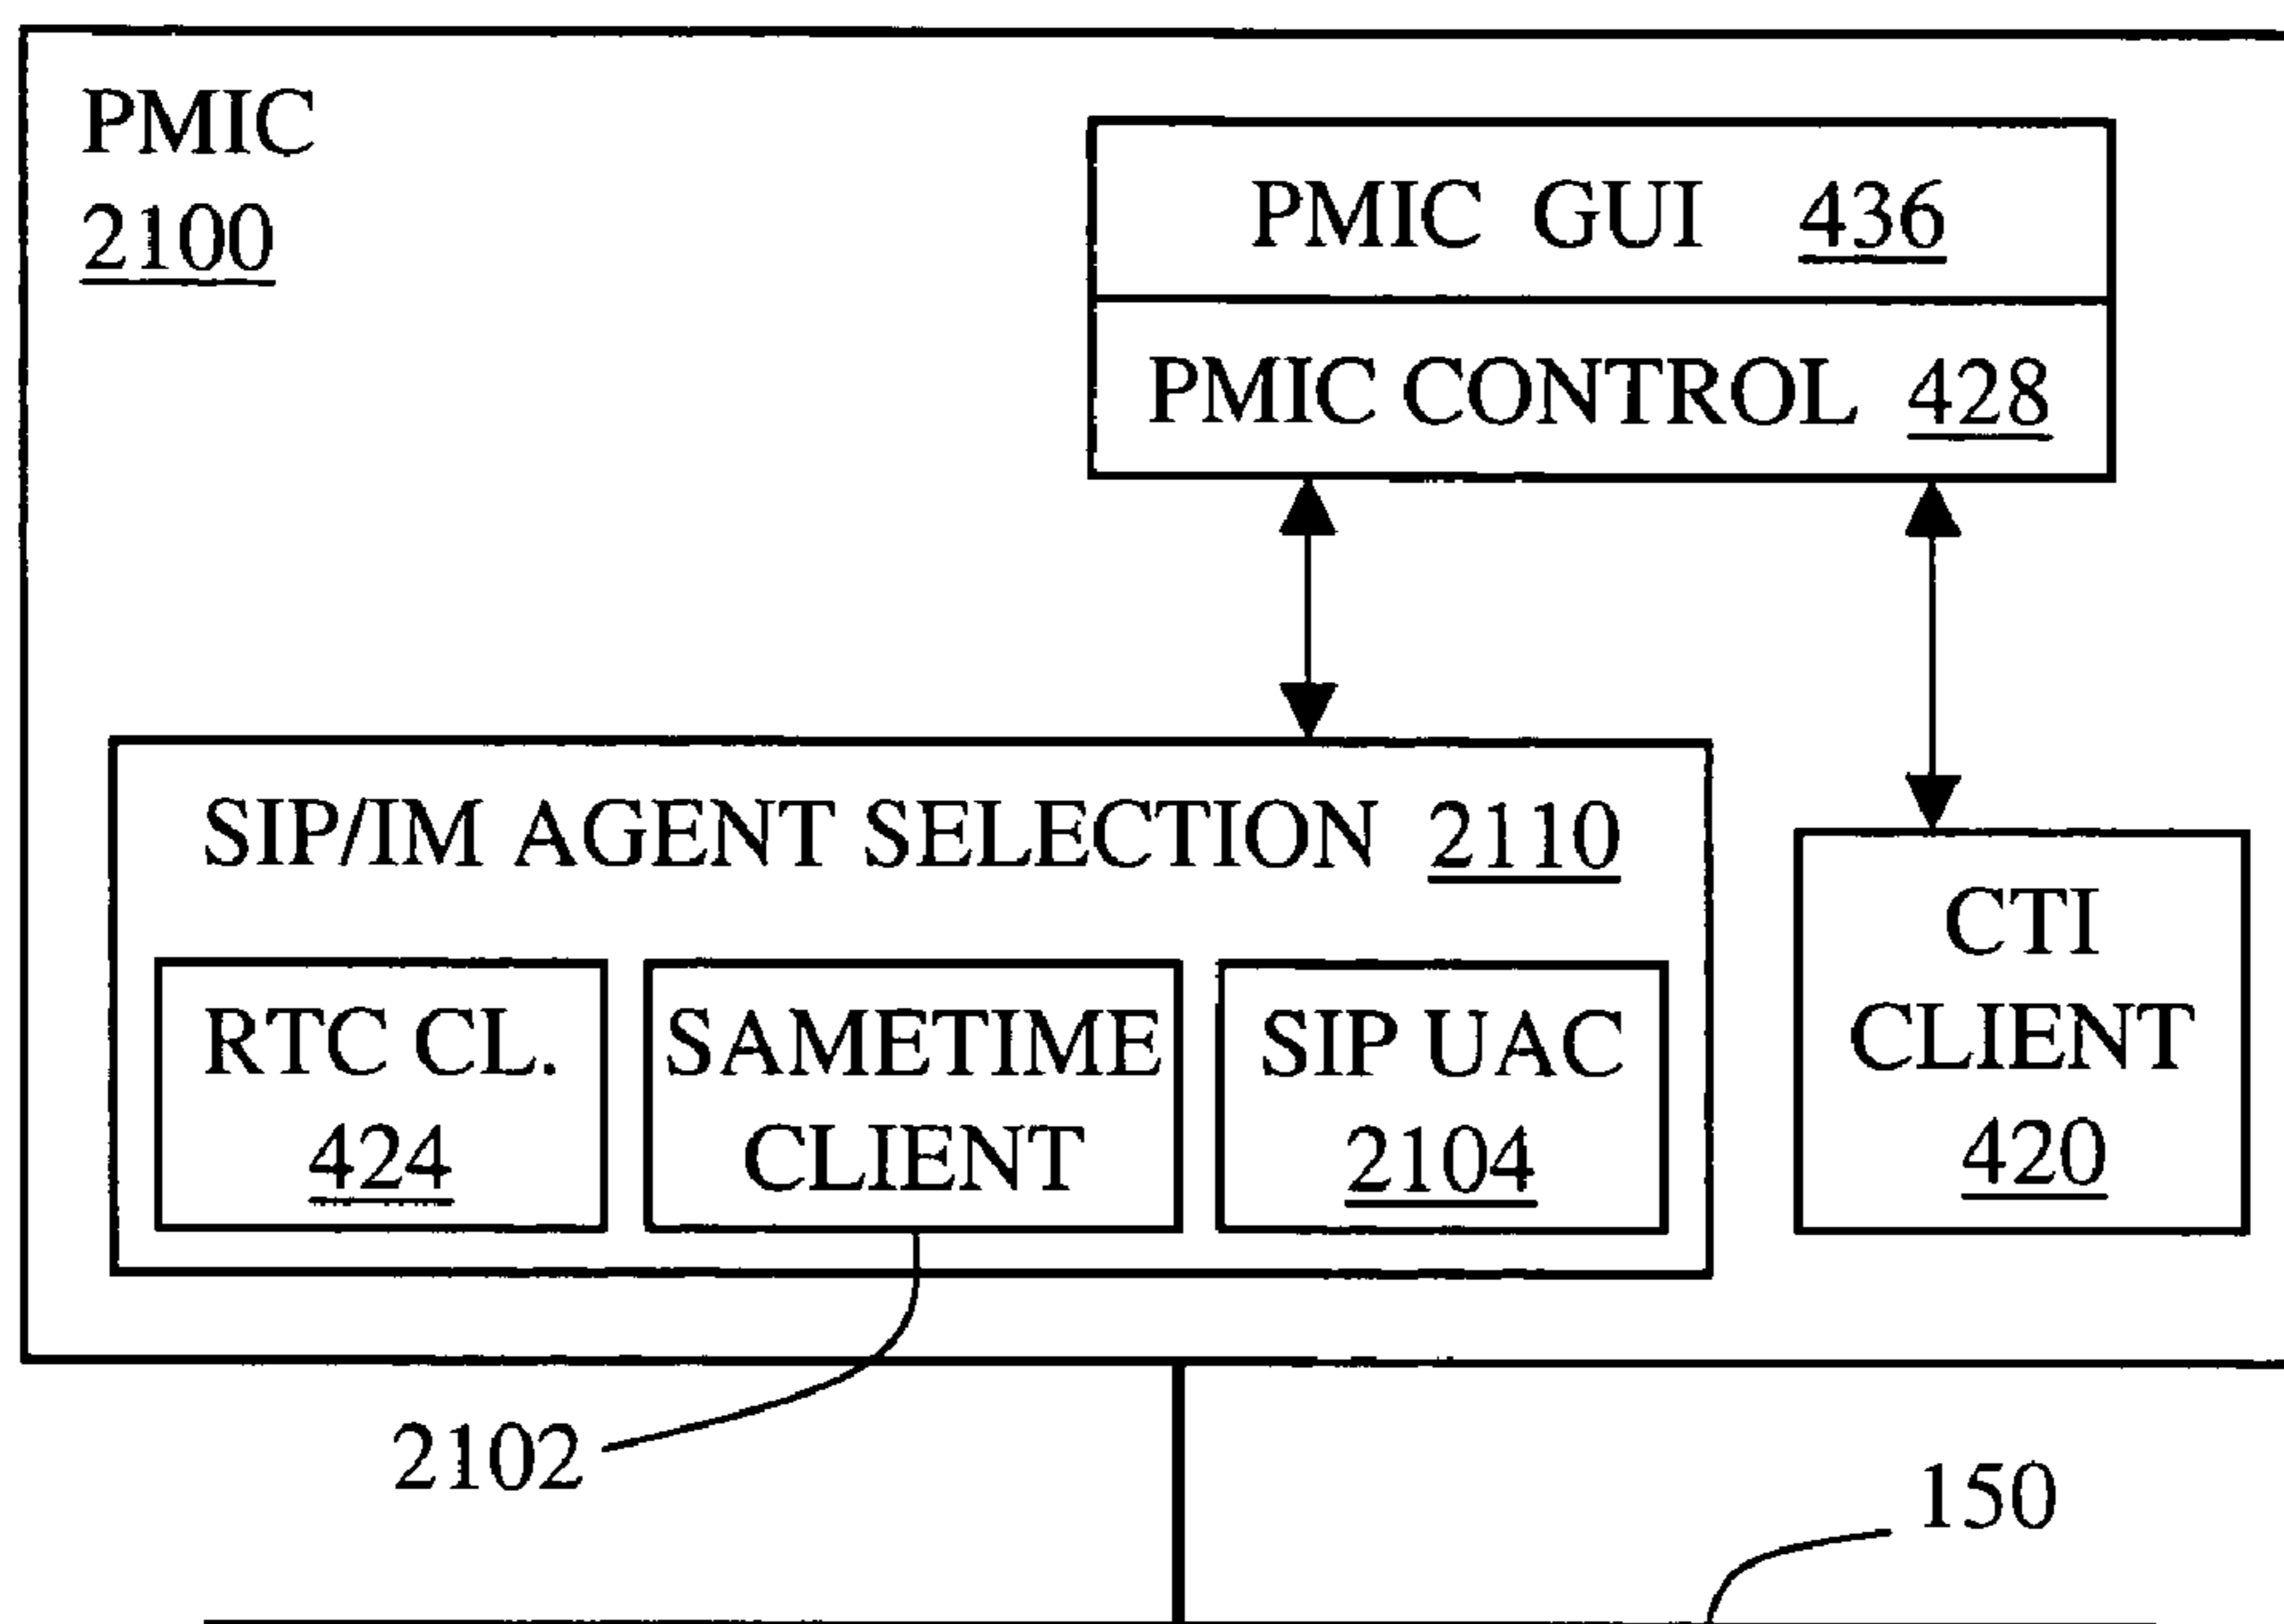 PMIC
2100
PMIC GUI 436
PMIC CONTROL 428
SIP/IM AGENT SELECTION 2110
RTC CL.
424
SAMETIME
CLIENT
SIP UAC
2104
CTI
CLIENT
420
2102
150